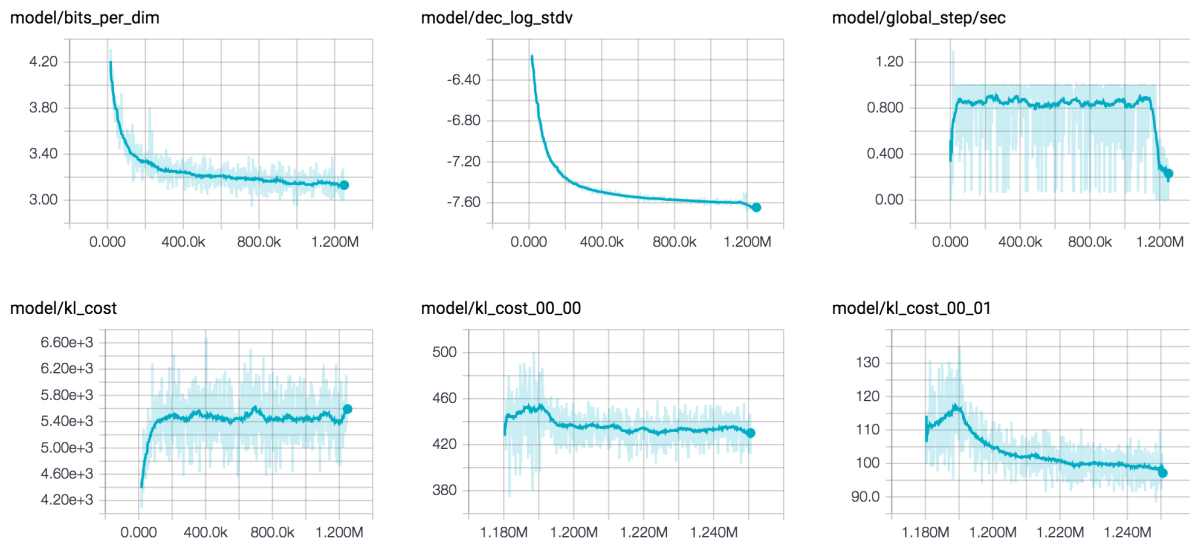 model/bits_per_dim
4.20
3.80
3.40
3.00
0.000 400.0k 800.0k 1.200M
model/dec_log_stdv
-6.40
-6.80
-7.20
-7.60
0.000 400.0k 800.0k 1.200M
model/global_step/sec
1.20
0.800
0.400
0.00
0.000 400.0k 800.0k 1.200M
model/kl_cost
6.60e+3
6.20e+3
5.80e+3
5.40e+3
5.00e+3
4.60e+3
4.20e+3
0.000 400.0k 800.0k 1.200M
model/kl_cost_00_00
500
460
420
380
1.180M 1.200M 1.220M 1.240M
model/kl_cost_00_01
130
120
110
100
90.0
1.180M 1.200M 1.220M 1.240M